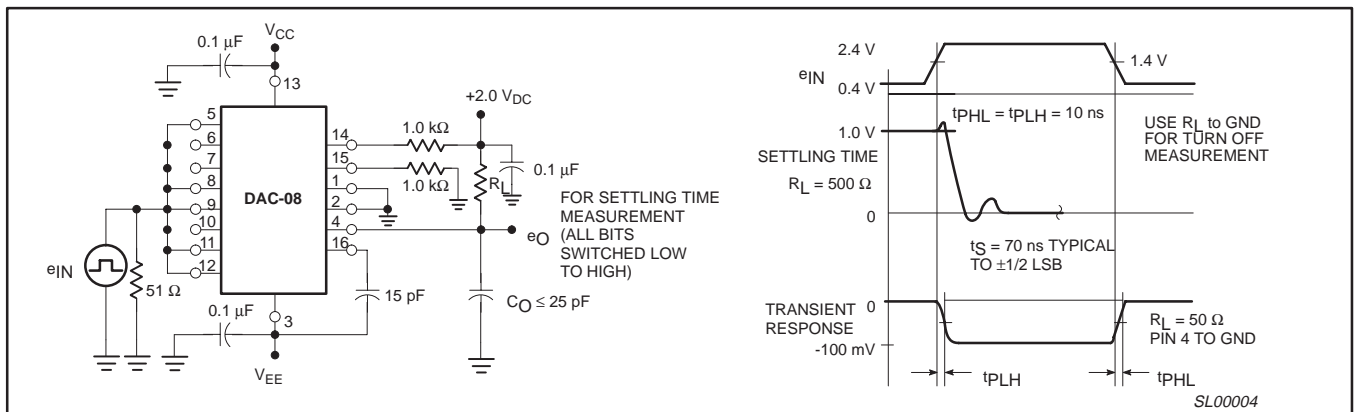 VCC
0.1 μF
13
+2.0 VDC
5
6
7
8
9
10
11
12
DAC-08
14
15
1
2
4
16
1.0 kΩ
1.0 kΩ
RL
0.1 μF
FOR SETTLING TIME
MEASUREMENT
(ALL BITS
SWITCHED LOW
TO HIGH)
eO
eIN
51 Ω
0.1 μF
3
15 pF
CO ≤ 25 pF
VEE
2.4 V
eIN
0.4 V
1.4 V
tPHL = tPLH = 10 ns
USE RL to GND
FOR TURN OFF
MEASUREMENT
1.0 V
SETTLING TIME
RL = 500 Ω
0
tS = 70 ns TYPICAL
TO ±1/2 LSB
TRANSIENT
RESPONSE
0
-100 mV
RL = 50 Ω
PIN 4 TO GND
tPLH
tPHL
SL00004